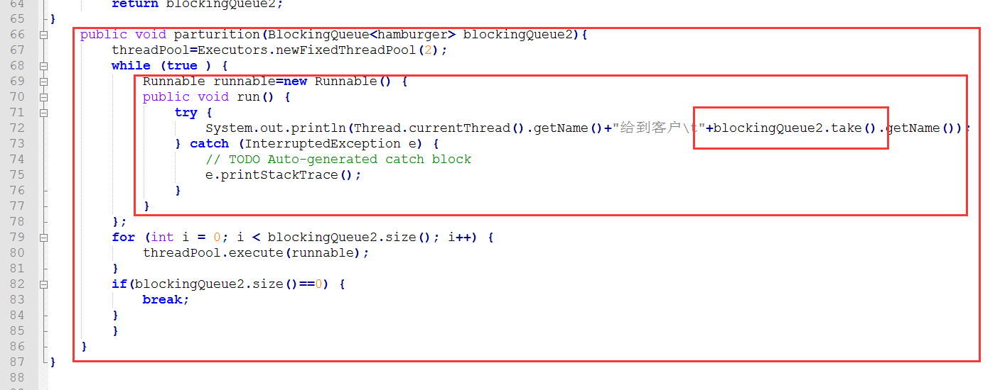 64 return blockingQueue2;
65 }
66 public void parturition(BlockingQueue<hamburger> blockingQueue2){
67 threadPool=Executors.newFixedThreadPool(2);
68 while (true ) {
69 Runnable runnable=new Runnable() {
70 public void run() {
71 try {
72 System.out.println(Thread.currentThread().getName()+"给到客户\t"+blockingQueue2.take().getName());
73 } catch (InterruptedException e) {
74 // TODO Auto-generated catch block
75 e.printStackTrace();
76 }
77 }
78 };
79 for (int i = 0; i < blockingQueue2.size(); i++) {
80 threadPool.execute(runnable);
81 }
82 if(blockingQueue2.size()==0) {
83 break;
84 }
85 }
86 }
87 }
88